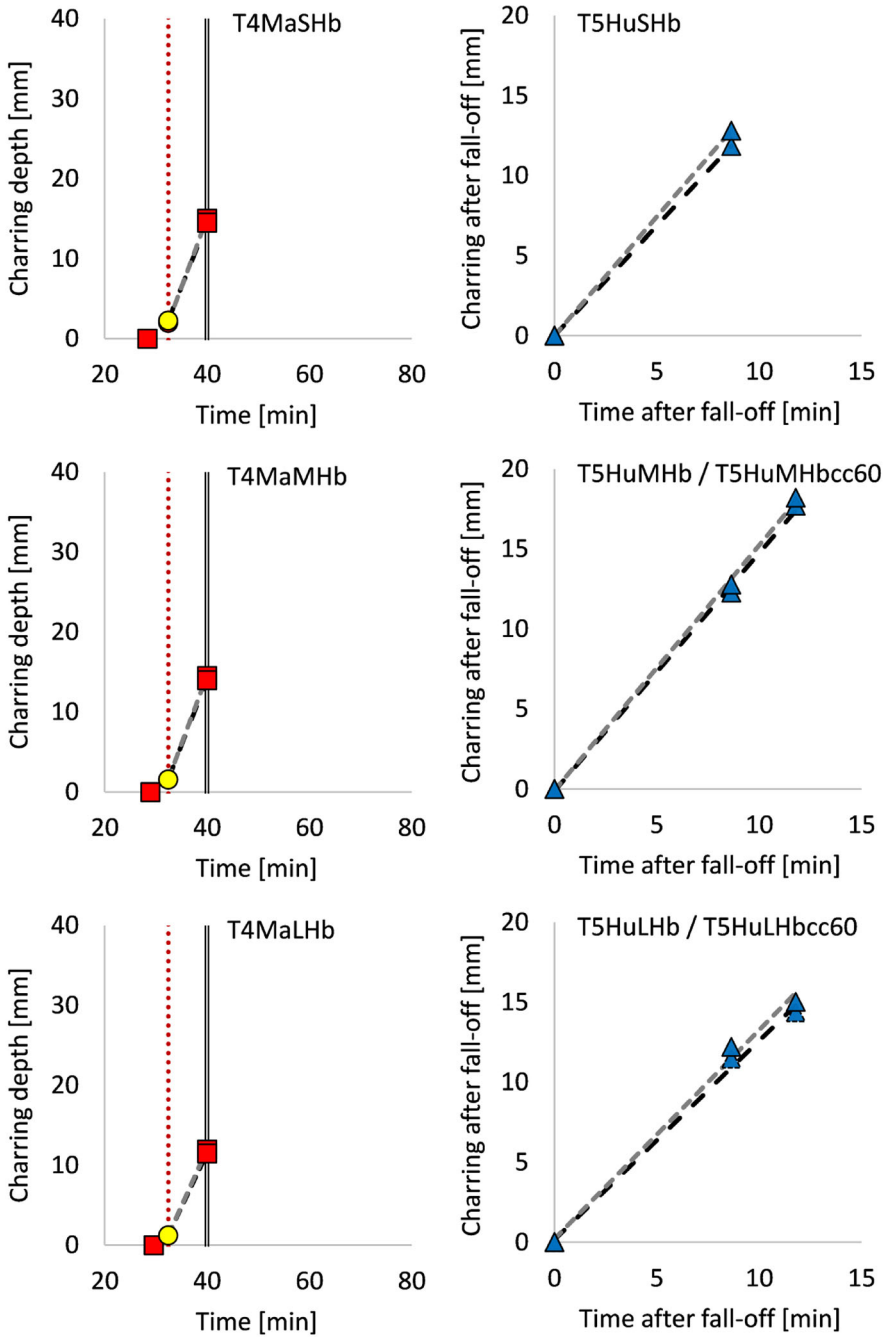 T4MaSHb
Charring depth [mm]
40
30
20
10
0
20 40 60 80
Time [min]
T5HuSHb
Charring after fall-off [mm]
20
15
10
5
0
0 5 10 15
Time after fall-off [min]
T4MaMHb
Charring depth [mm]
40
30
20
10
0
20 40 60 80
Time [min]
T5HuMHb / T5HuMHbcc60
Charring after fall-off [mm]
20
15
10
5
0
0 5 10 15
Time after fall-off [min]
T4MaLHb
Charring depth [mm]
40
30
20
10
0
20 40 60 80
Time [min]
T5HuLHb / T5HuLHbcc60
Charring after fall-off [mm]
20
15
10
5
0
0 5 10 15
Time after fall-off [min]